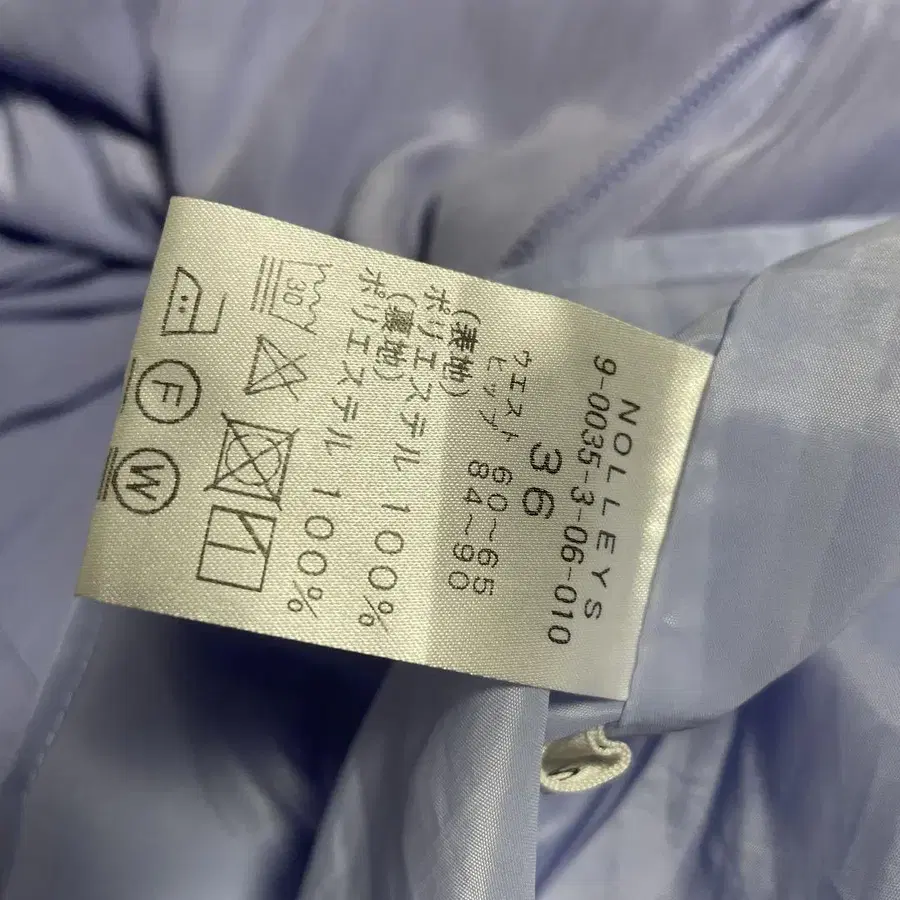 NOLLEYS
9-0035-3-06-010
36
ウエスト 60~65
ヒップ 84~90
(表地)
ポリエステル 100%
(裏地)
ポリエステル 100%
30
F
W